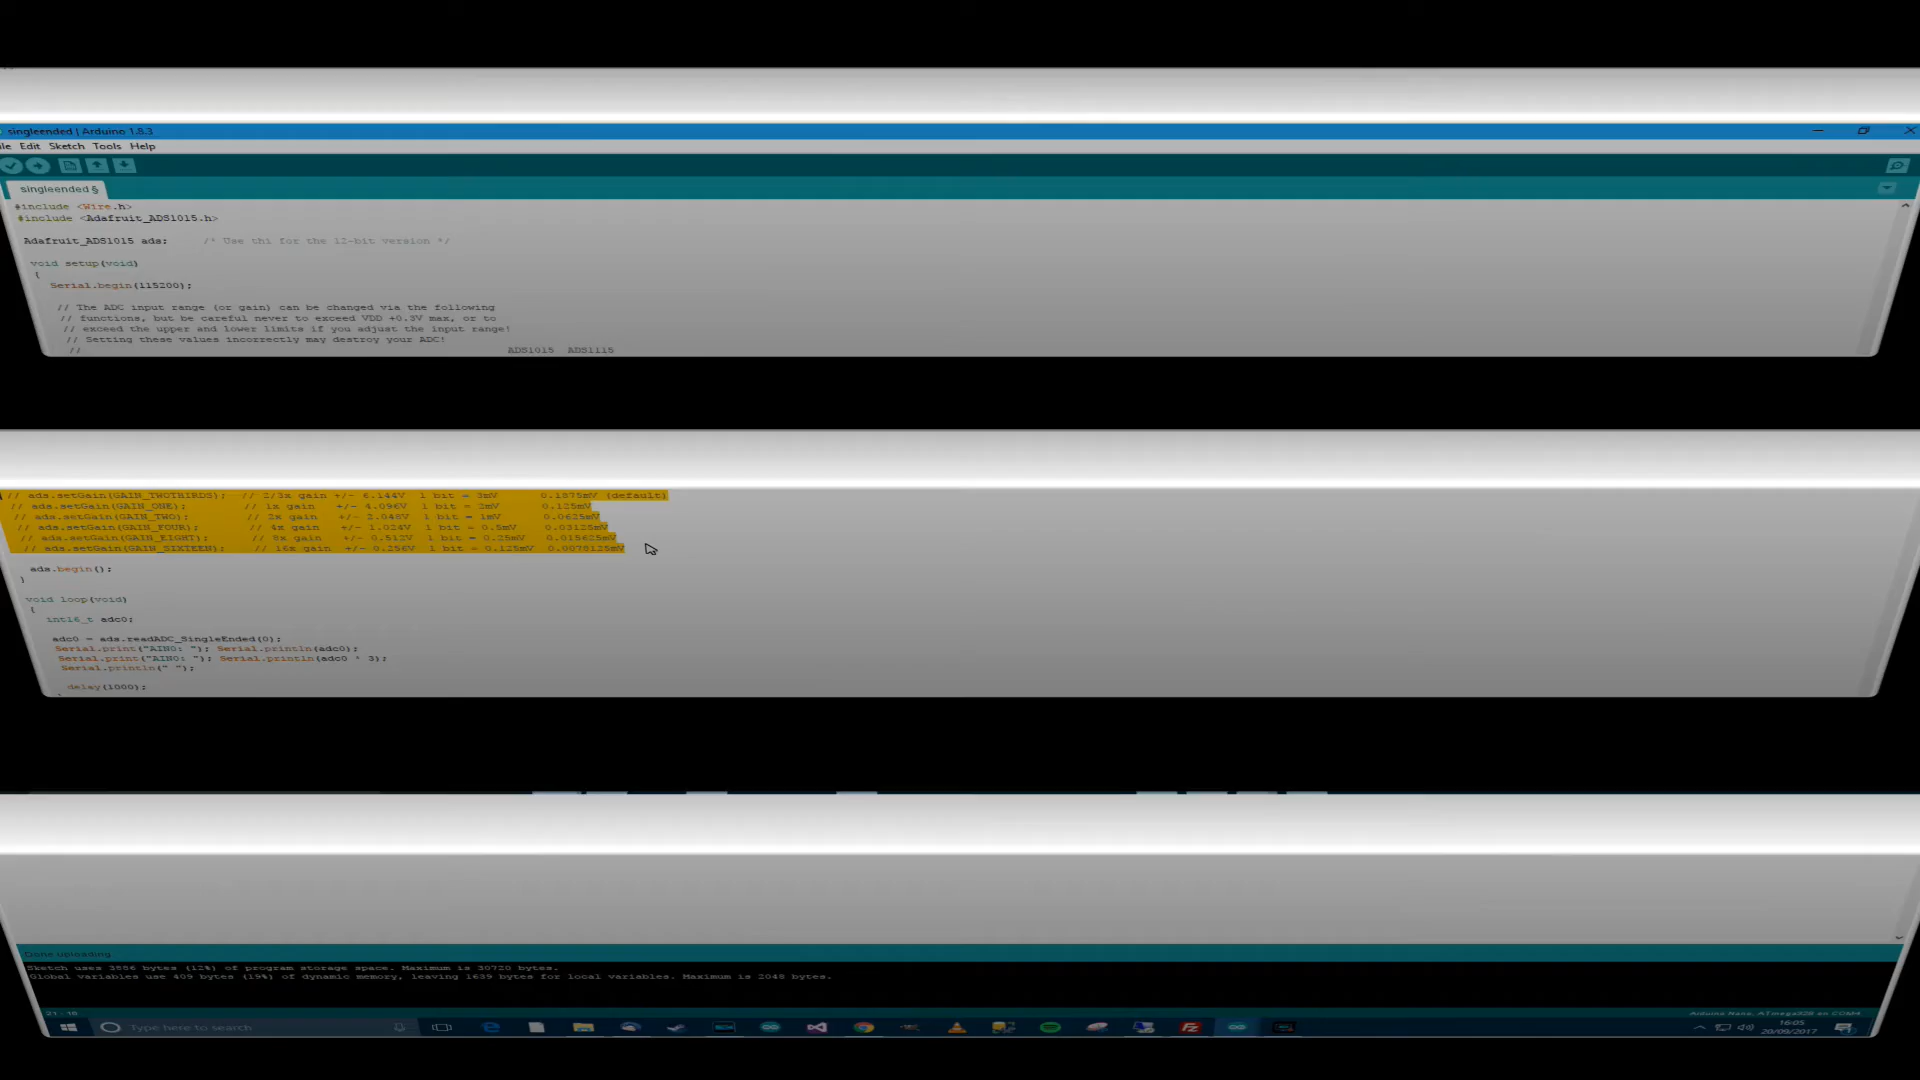 singleended | Arduino 1.8.3
Edit Sketch Tools Help
singleended §
#include <Wire.h>
#include <Adafruit_ADS1015.h>
Adafruit_ADS1015 ads; /* Use thi for the 12-bit version */
void setup(void)
{
Serial.begin(115200);
// The ADC input range (or gain) can be changed via the following
// functions, but be careful never to exceed VDD +0.3V max, or to
// exceed the upper and lower limits if you adjust the input range!
// Setting these values incorrectly may destroy your ADC!
// ADS1015 ADS1115
// ads.setGain(GAIN_TWOTHIRDS); // 2/3x gain +/- 6.144V 1 bit = 3mV 0.1875mV (default)
// ads.setGain(GAIN_ONE); // 1x gain +/- 4.096V 1 bit = 2mV 0.125mV
// ads.setGain(GAIN_TWO); // 2x gain +/- 2.048V 1 bit = 1mV 0.0625mV
// ads.setGain(GAIN_FOUR); // 4x gain +/- 1.024V 1 bit = 0.5mV 0.03125mV
// ads.setGain(GAIN_EIGHT); // 8x gain +/- 0.512V 1 bit = 0.25mV 0.015625mV
// ads.setGain(GAIN_SIXTEEN); // 16x gain +/- 0.256V 1 bit = 0.125mV 0.0078125mV
ads.begin();
}
void loop(void)
{
int16_t adc0;
adc0 = ads.readADC_SingleEnded(0);
Serial.print("AIN0: "); Serial.println(adc0);
Serial.print("AIN0: "); Serial.println(adc0 * 3);
Serial.println(" ");
delay(1000);
Done uploading.
Sketch uses 3886 bytes (12%) of program storage space. Maximum is 30720 bytes.
Global variables use 409 bytes (19%) of dynamic memory, leaving 1639 bytes for local variables. Maximum is 2048 bytes.
Arduino Nano, ATmega328 on COM4
Type here to search
16:05
20/09/2017